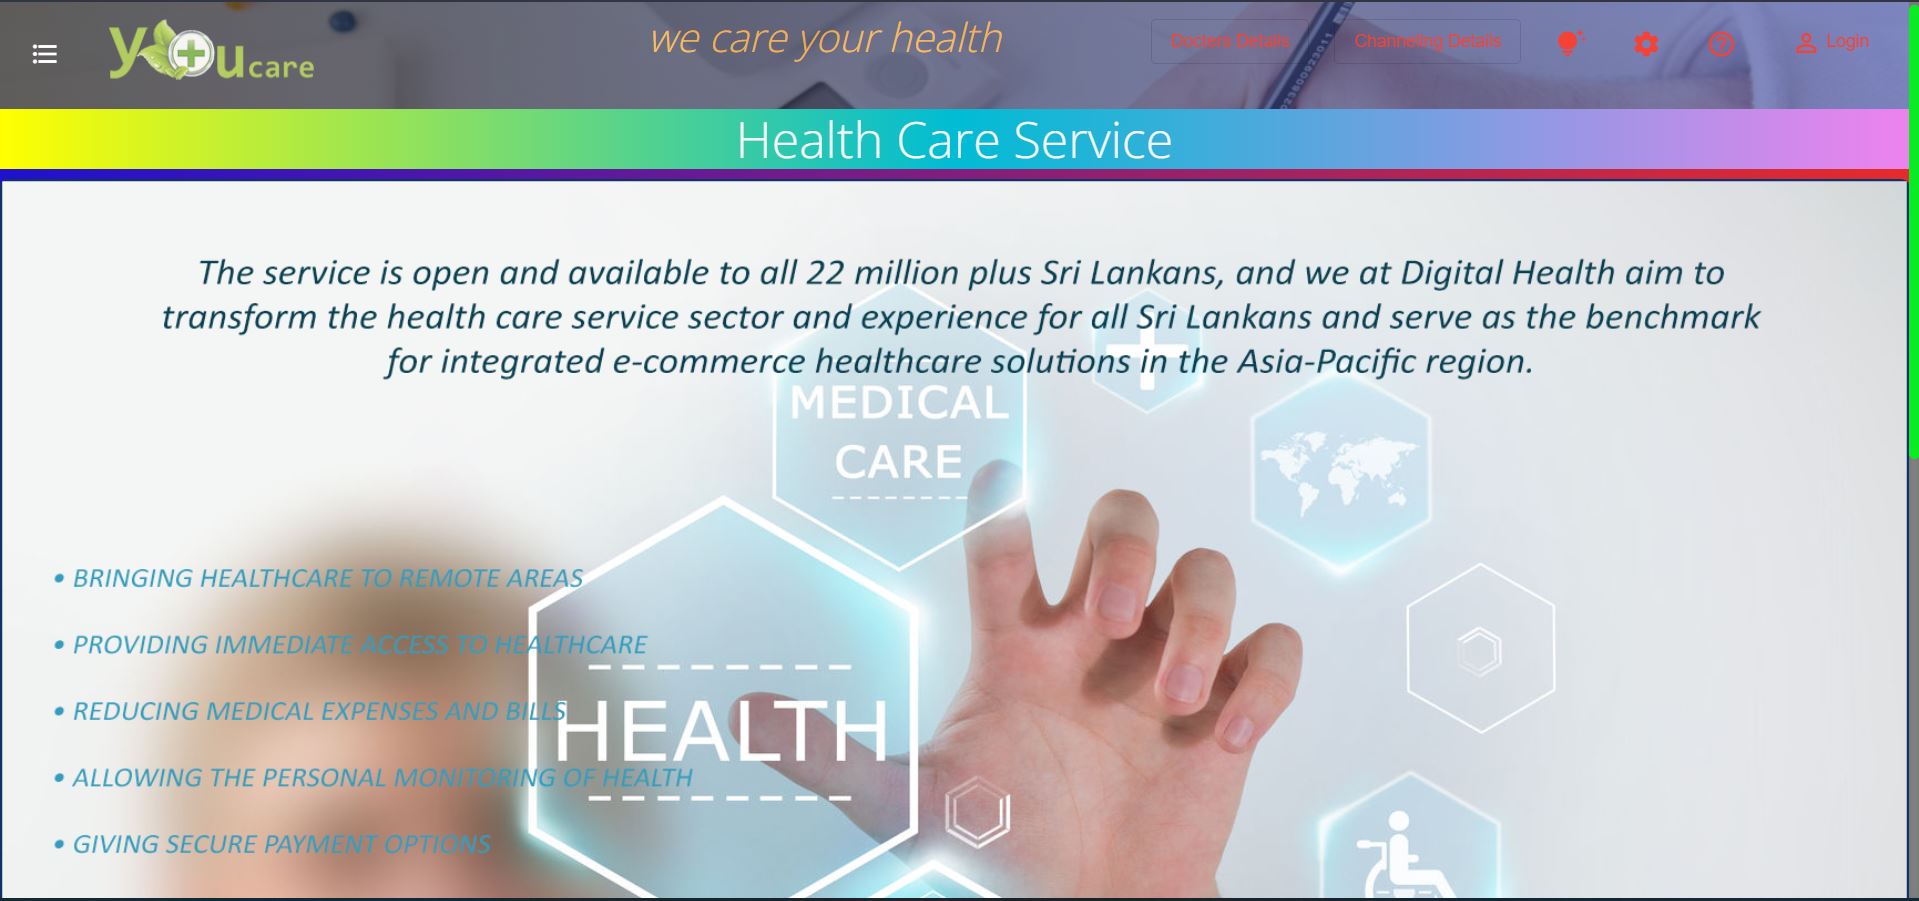 youcare
we care your health
Doctors Details
Channeling Details
Login
023600923011
Health Care Service
The service is open and available to all 22 million plus Sri Lankans, and we at Digital Health aim to
transform the health care service sector and experience for all Sri Lankans and serve as the benchmark
for integrated e-commerce healthcare solutions in the Asia-Pacific region.
MEDICAL
CARE
• BRINGING HEALTHCARE TO REMOTE AREAS
• PROVIDING IMMEDIATE ACCESS TO HEALTHCARE
• REDUCING MEDICAL EXPENSES AND BILLS
HEALTH
• ALLOWING THE PERSONAL MONITORING OF HEALTH
• GIVING SECURE PAYMENT OPTIONS